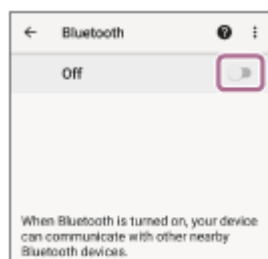 Bluetooth
Off
When Bluetooth is turned on, your device
can communicate with other nearby
Bluetooth devices.